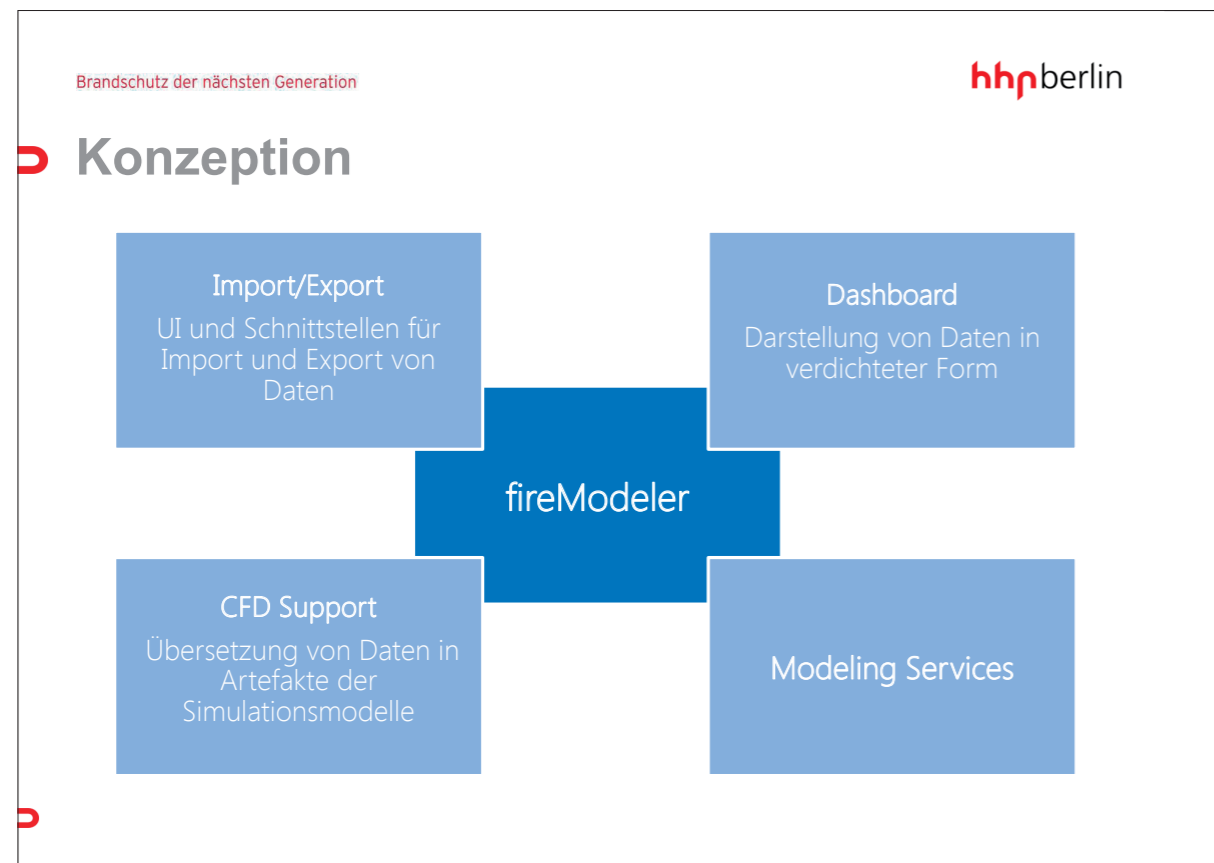 Brandschutz der nächsten Generation
hhpberlin
Konzeption
Import/Export
UI und Schnittstellen für
Import und Export von
Daten
Dashboard
Darstellung von Daten in
verdichteter Form
fireModeler
CFD Support
Übersetzung von Daten in
Artefakte der
Simulationsmodelle
Modeling Services